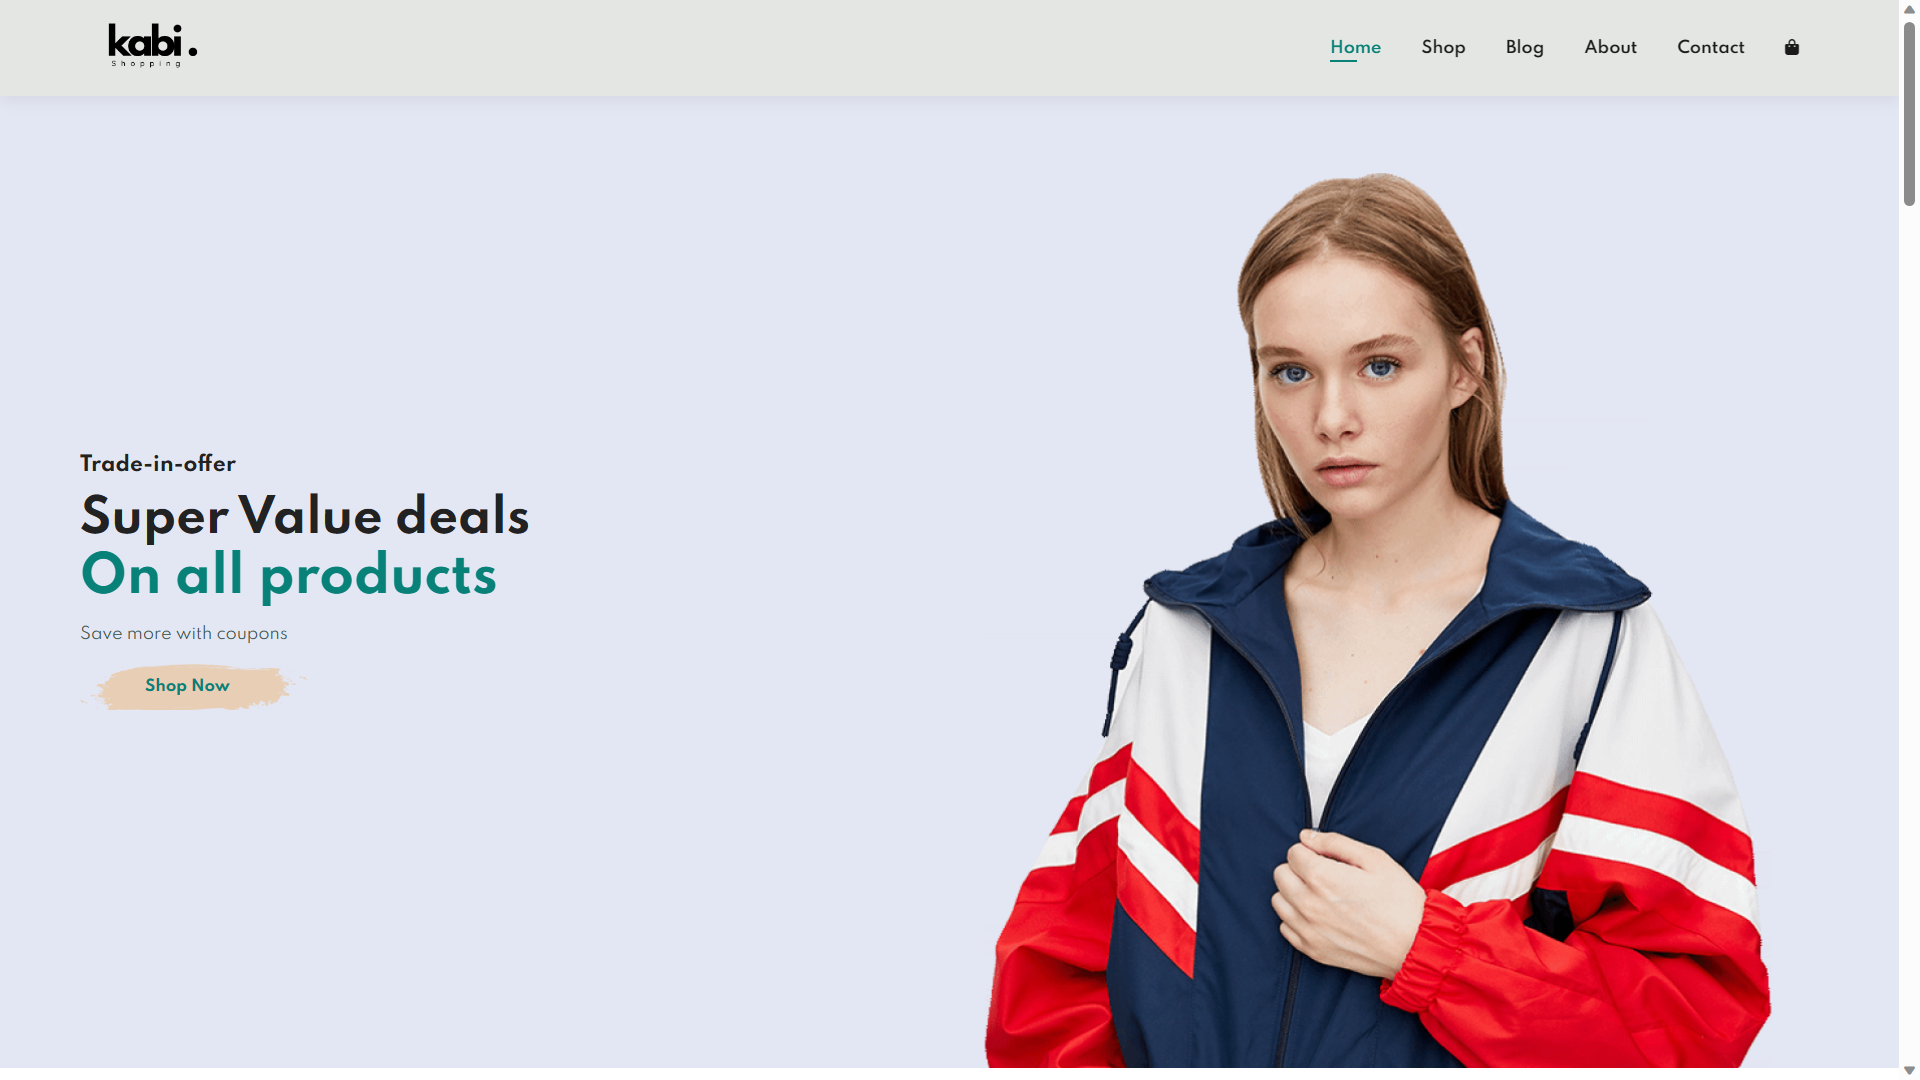 kabi.
Shopping
Home
Shop
Blog
About
Contact
Trade-in-offer
Super Value deals
On all products
Save more with coupons
Shop Now